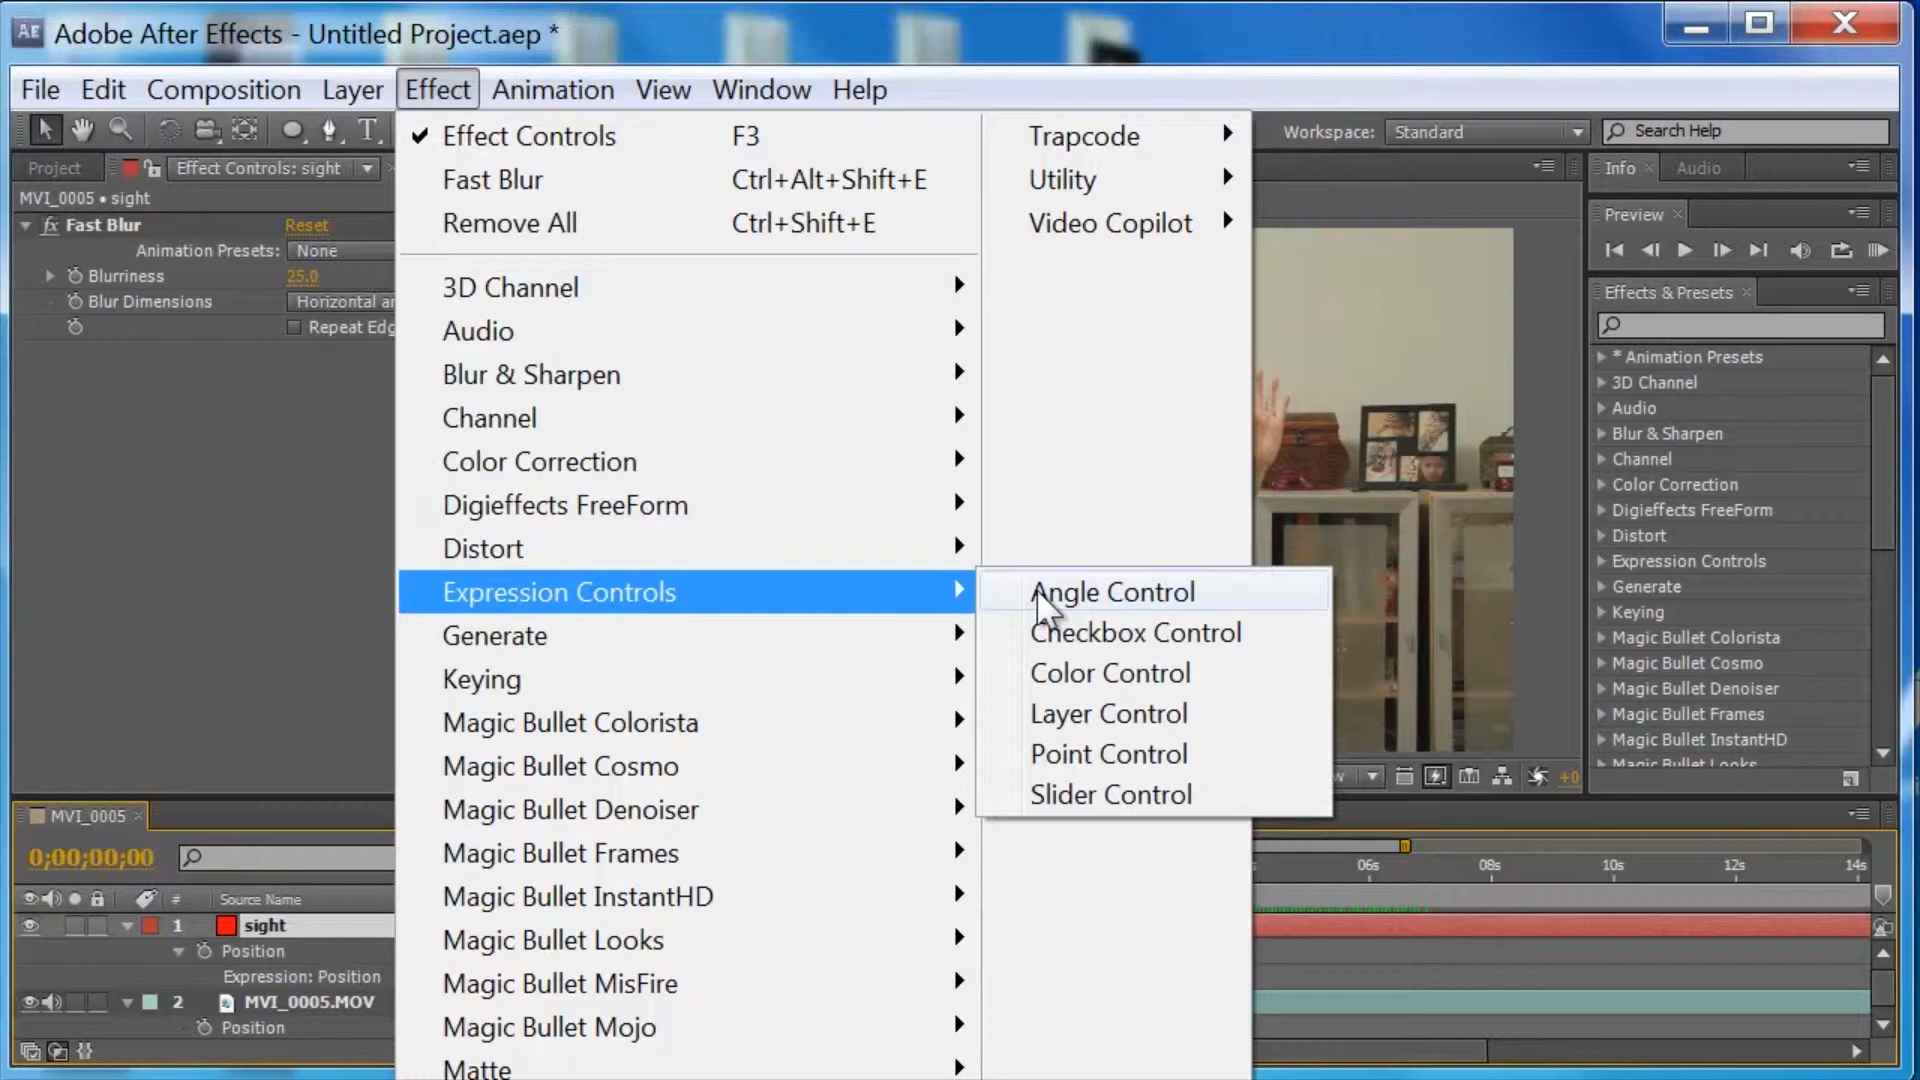 Adobe After Effects - Untitled Project.aep *
File Edit Composition Layer Effect Animation View Window Help
Workspace: Standard Search Help
Project Effect Controls: sight
MVI_0005 • sight
fx Fast Blur Reset
Animation Presets: None
Blurriness 25.0
Blur Dimensions Horizontal
Repeat
Effect Controls F3
Fast Blur Ctrl+Alt+Shift+E
Remove All Ctrl+Shift+E
3D Channel
Audio
Blur & Sharpen
Channel
Color Correction
Digieffects FreeForm
Distort
Expression Controls
Generate
Keying
Magic Bullet Colorista
Magic Bullet Cosmo
Magic Bullet Denoiser
Magic Bullet Frames
Magic Bullet InstantHD
Magic Bullet Looks
Magic Bullet MisFire
Magic Bullet Mojo
Matte
Trapcode
Utility
Video Copilot
Angle Control
Checkbox Control
Color Control
Layer Control
Point Control
Slider Control
Info Audio
Preview
Effects & Presets
* Animation Presets
3D Channel
Audio
Blur & Sharpen
Channel
Color Correction
Digieffects FreeForm
Distort
Expression Controls
Generate
Keying
Magic Bullet Colorista
Magic Bullet Cosmo
Magic Bullet Denoiser
Magic Bullet Frames
Magic Bullet InstantHD
Magic Bullet Looks
+0
MVI_0005
0;00;00;00
# Source Name
1 sight
Position
Expression: Position
2 MVI_0005.MOV
Position
06s 08s 10s 12s 14s